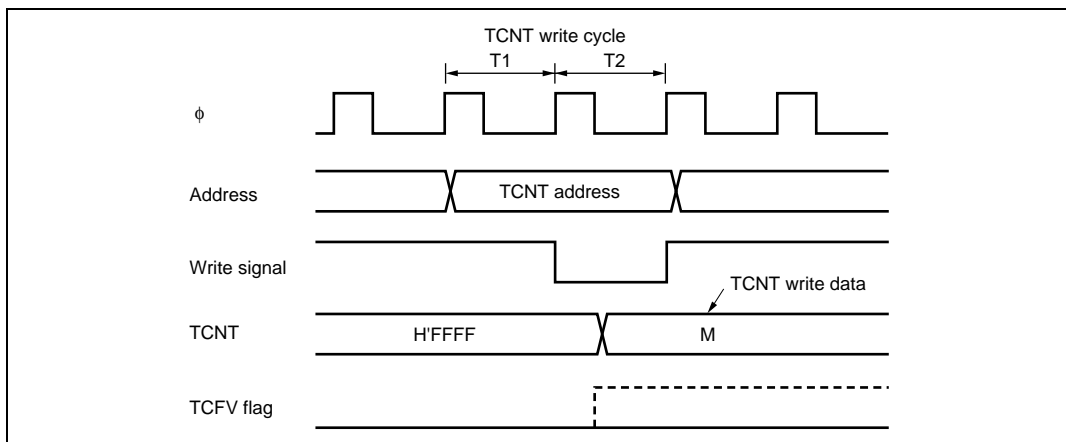 TCNT write cycle
T1 T2
ϕ
Address TCNT address
Write signal
TCNT write data
TCNT H'FFFF M
TCFV flag